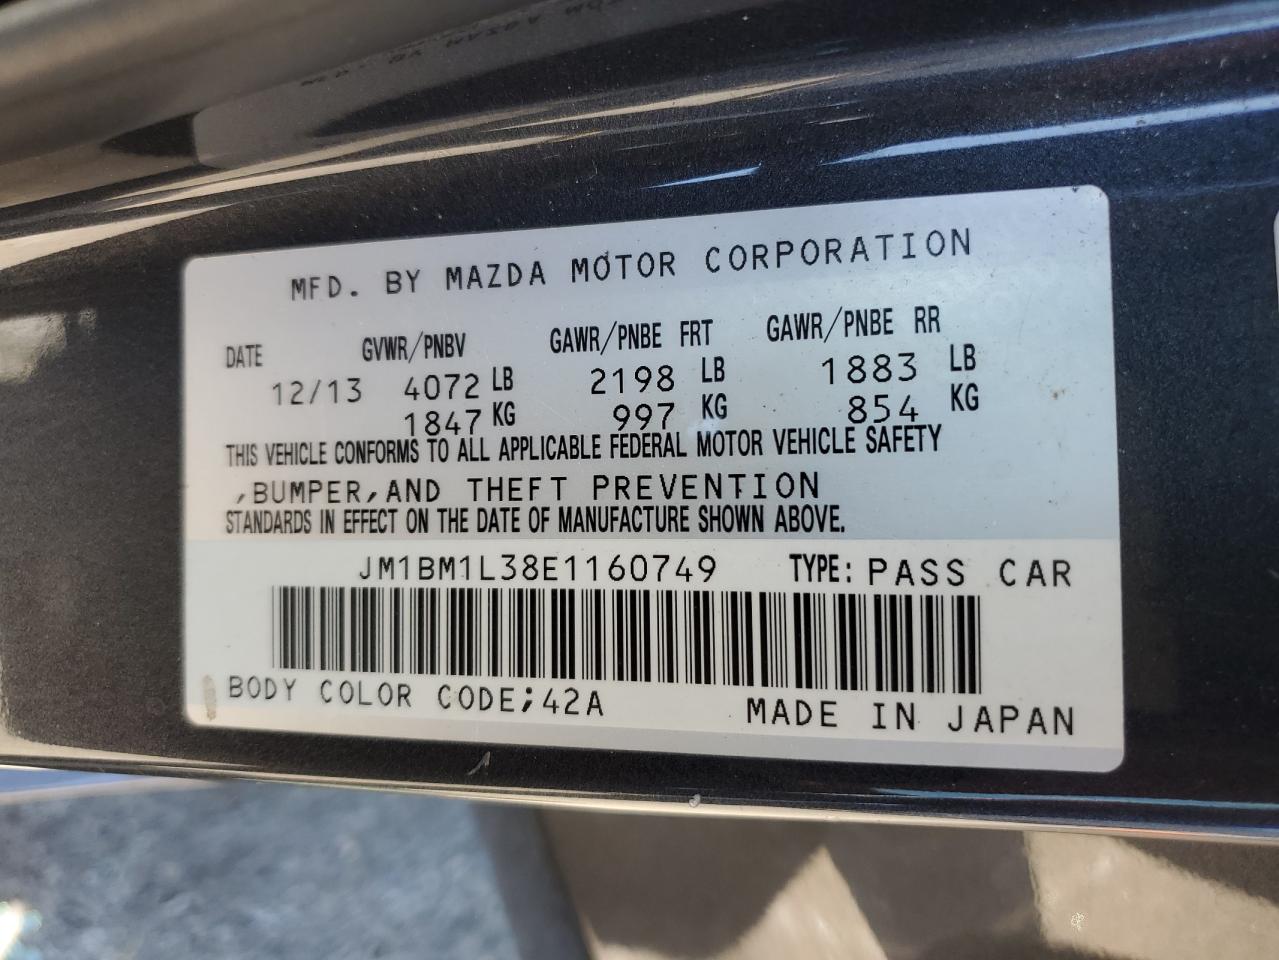 MFD. BY MAZDA MOTOR CORPORATION
DATE GVWR/PNBV GAWR/PNBE FRT GAWR/PNBE RR
12/13 4072 LB 2198 LB 1883 LB
1847 KG 997 KG 854 KG
THIS VEHICLE CONFORMS TO ALL APPLICABLE FEDERAL MOTOR VEHICLE SAFETY
,BUMPER,AND THEFT PREVENTION
STANDARDS IN EFFECT ON THE DATE OF MANUFACTURE SHOWN ABOVE.
JM1BM1L38E1160749 TYPE: PASS CAR
BODY COLOR CODE;42A MADE IN JAPAN